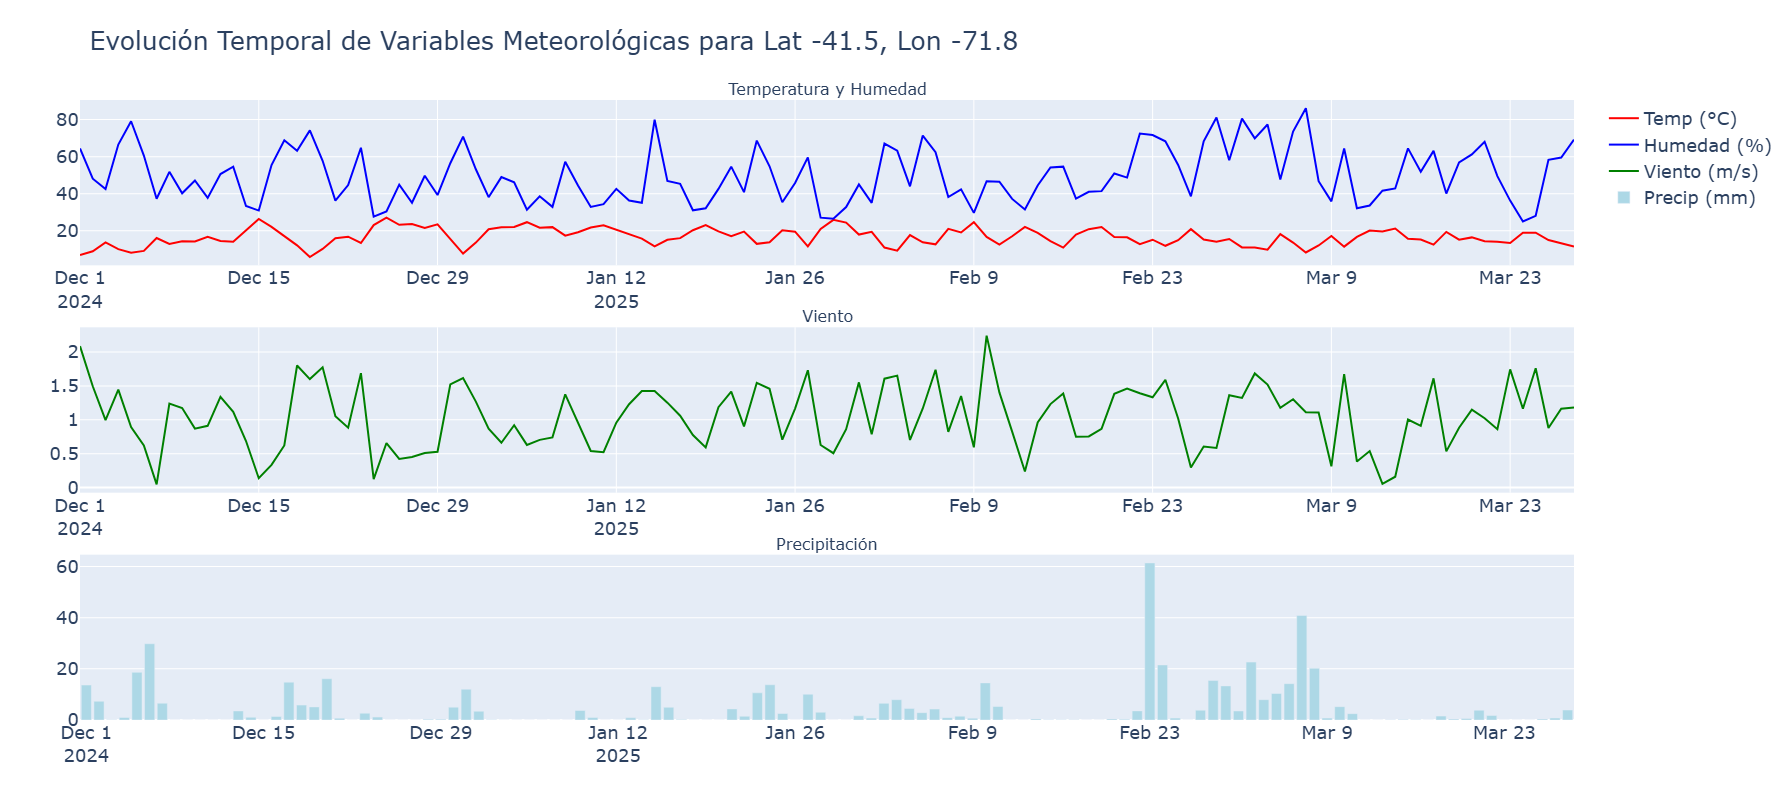 Evolución Temporal de Variables Meteorológicas para Lat -41.5, Lon -71.8
Temperatura y Humedad
80
60
40
20
Dec 1 Dec 15 Dec 29 Jan 12 Jan 26 Feb 9 Feb 23 Mar 9 Mar 23
2024 2025
Temp (°C)
Humedad (%)
Viento (m/s)
Precip (mm)
Viento
2
1.5
1
0.5
0
Dec 1 Dec 15 Dec 29 Jan 12 Jan 26 Feb 9 Feb 23 Mar 9 Mar 23
2024 2025
Precipitación
60
40
20
0
Dec 1 Dec 15 Dec 29 Jan 12 Jan 26 Feb 9 Feb 23 Mar 9 Mar 23
2024 2025